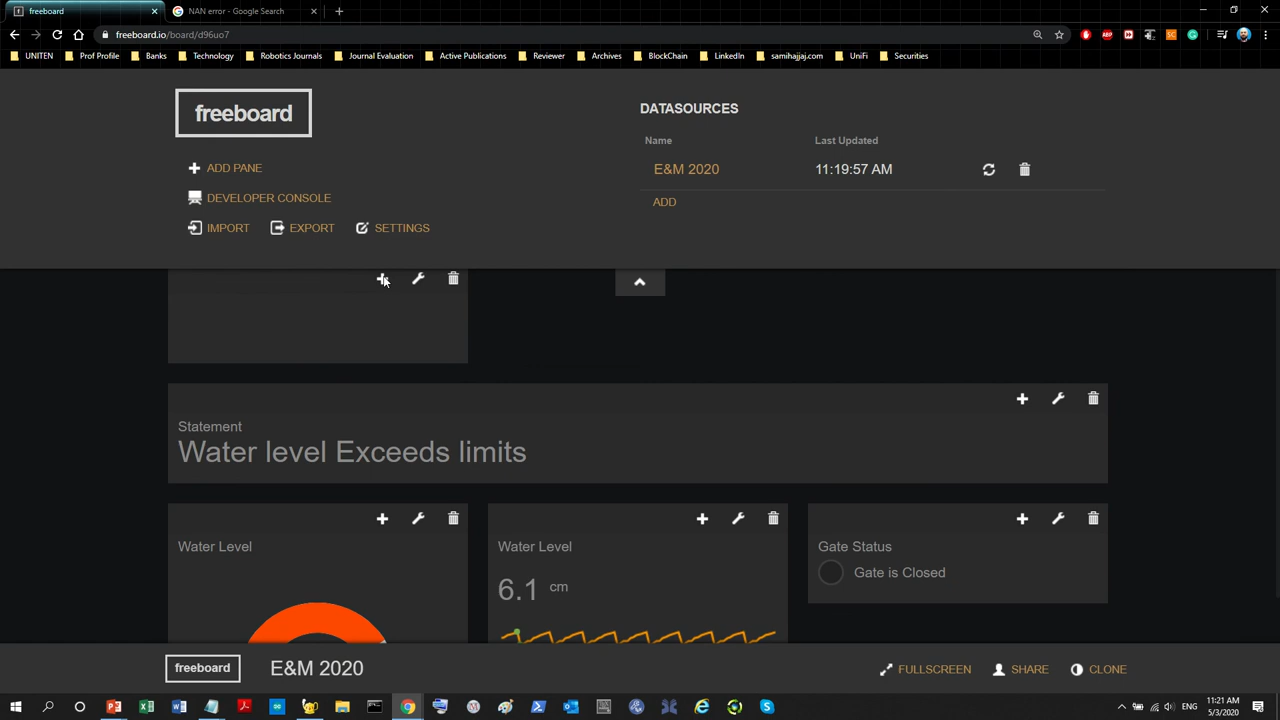 freeboard
NAN error - Google Search
freeboard.io/board/d96uo7
UNITEN
Prof Profile
Banks
Technology
Robotics Journals
Journal Evaluation
Active Publications
Reviewer
Archives
BlockChain
LinkedIn
samihajjaj.com
UniFi
Securities
ABP
SC
freeboard
ADD PANE
DEVELOPER CONSOLE
IMPORT
EXPORT
SETTINGS
DATASOURCES
Name
Last Updated
E&M 2020
11:19:57 AM
ADD
Statement
Water level Exceeds limits
Water Level
Water Level
6.1 cm
Gate Status
Gate is Closed
freeboard
E&M 2020
FULLSCREEN
SHARE
CLONE
ENG
11:21 AM
5/3/2020